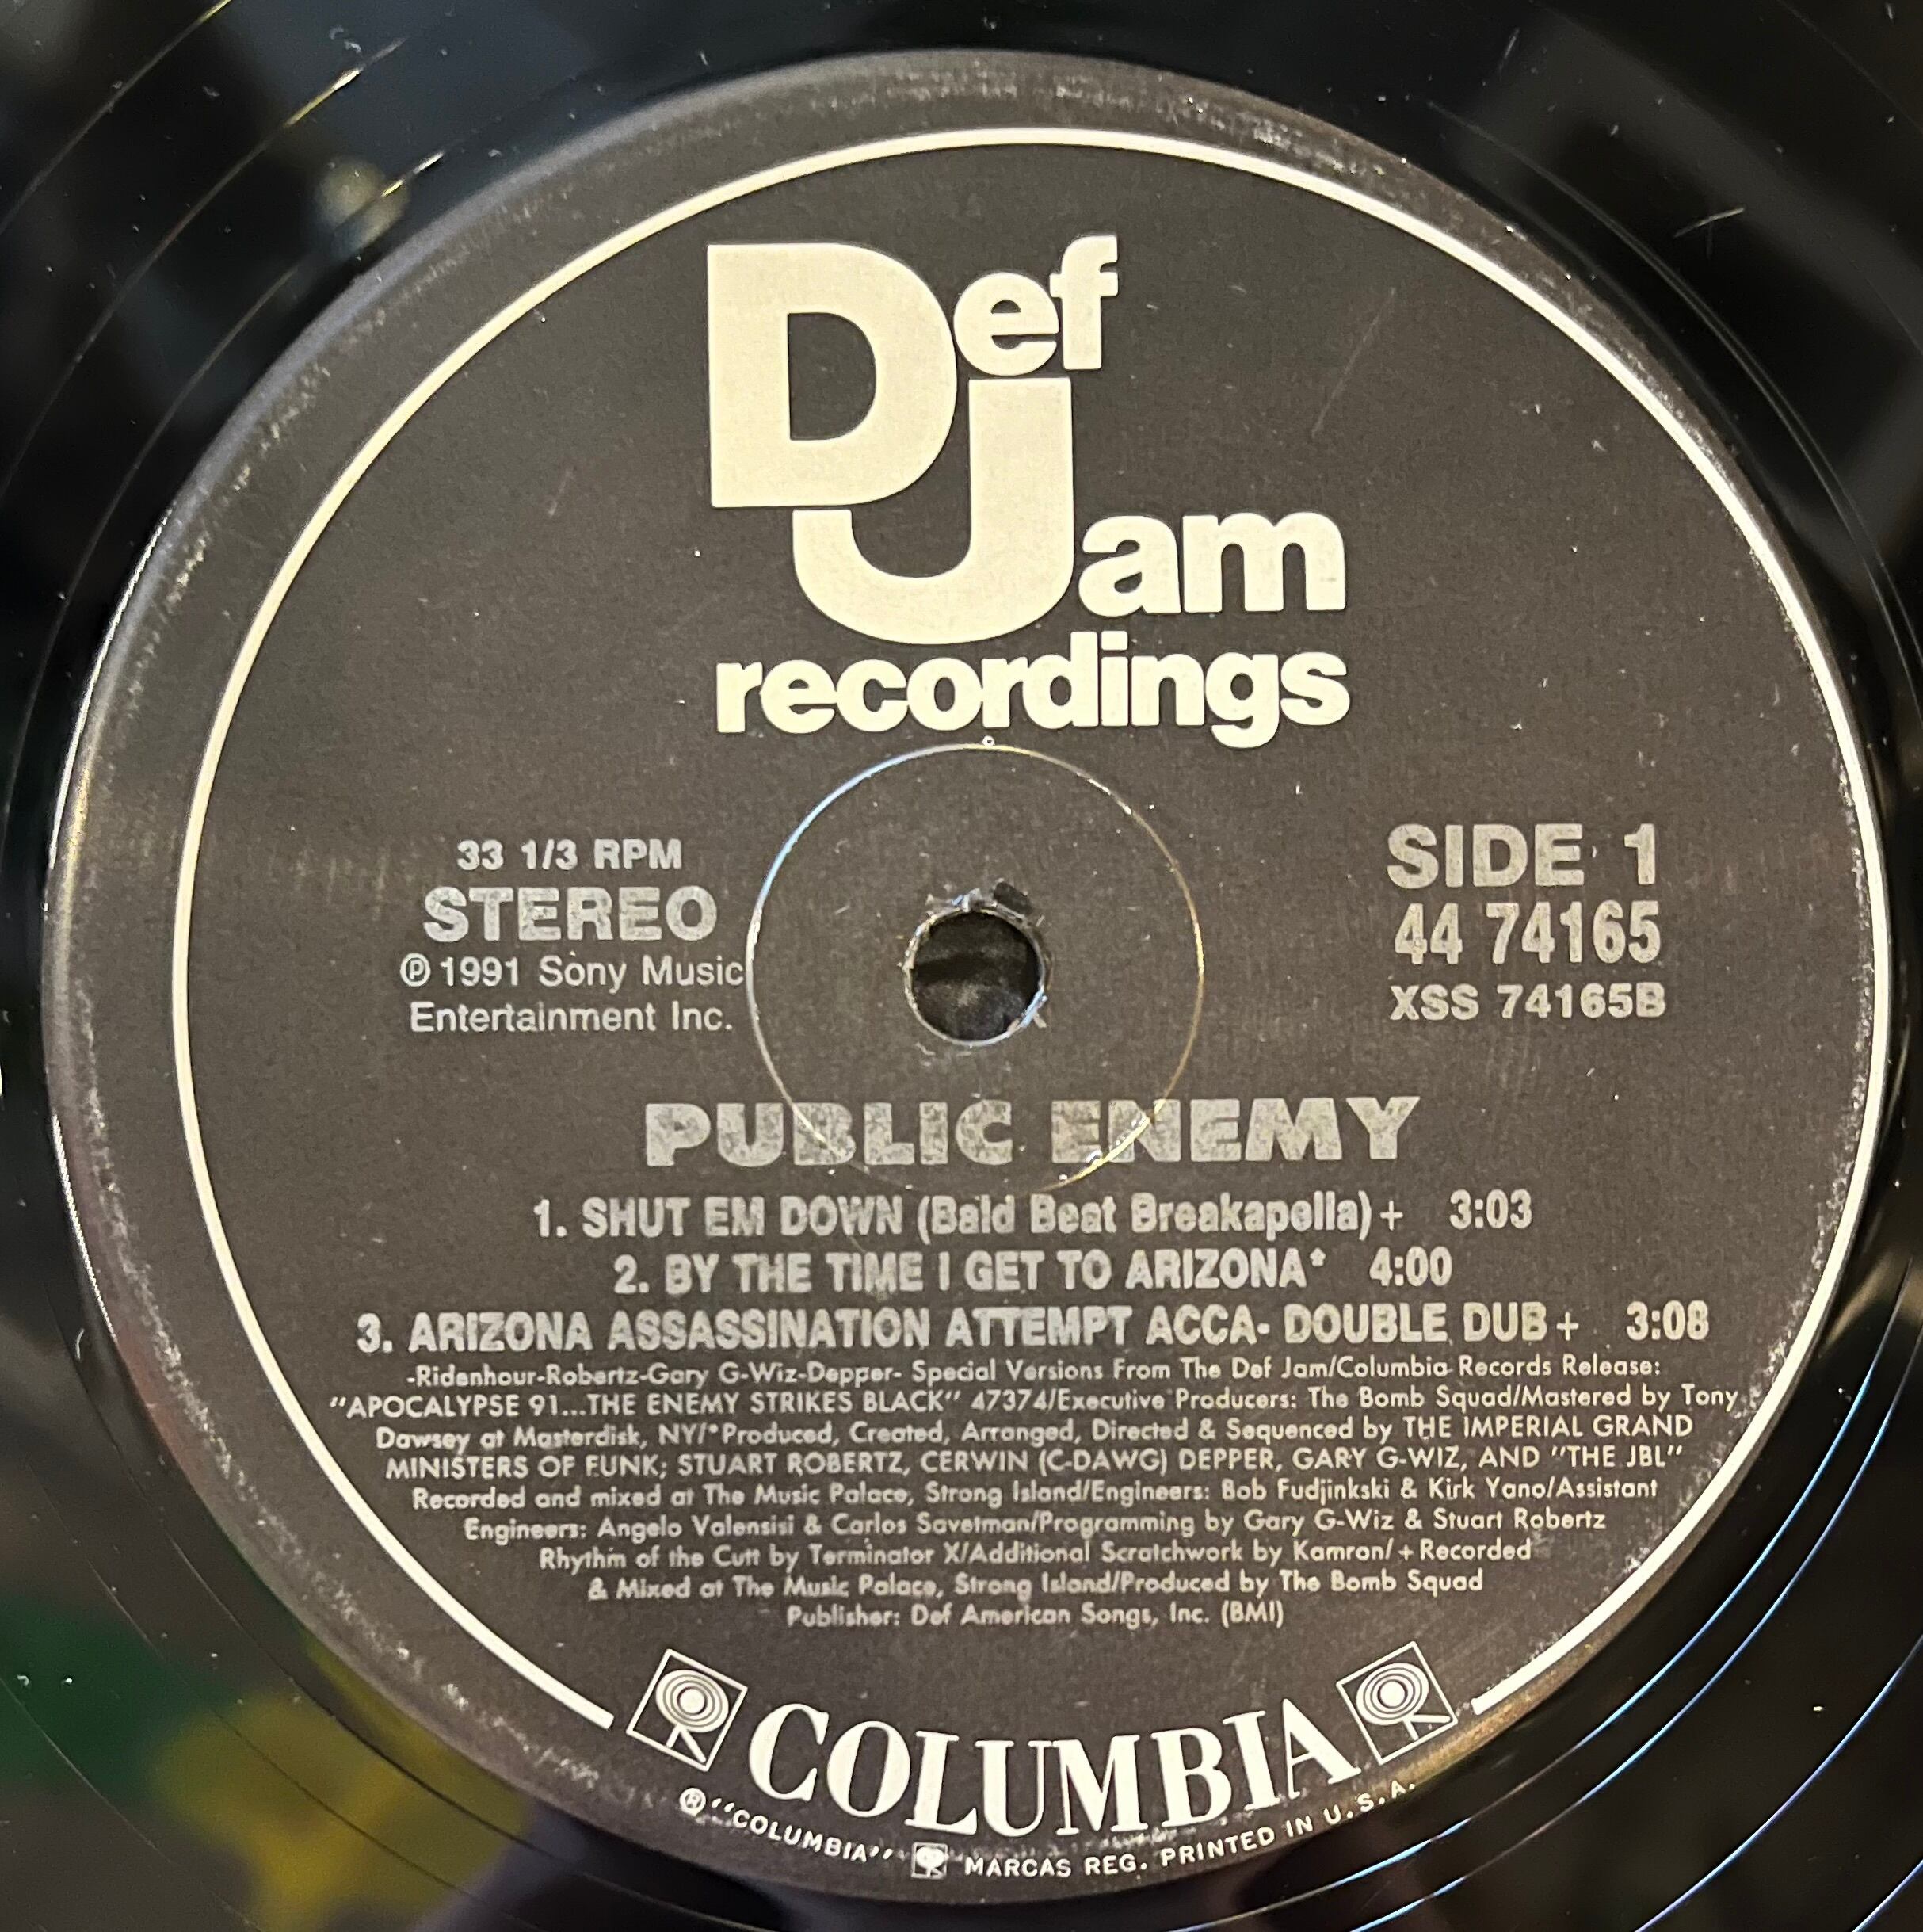 Def
Jam
recordings
33 1/3 RPM
STEREO
℗ 1991 Sony Music
Entertainment Inc.
SIDE 1
44 74165
XSS 74165B
PUBLIC ENEMY
1. SHUT EM DOWN (Bald Beat Breakapella)+ 3:03
2. BY THE TIME I GET TO ARIZONA* 4:00
3. ARIZONA ASSASSINATION ATTEMPT ACCA- DOUBLE DUB+ 3:08
-Ridenhour-Robertz-Gary G-Wiz-Depper- Special Versions From The Def Jam/Columbia Records Release:
"APOCALYPSE 91...THE ENEMY STRIKES BLACK" 47374/Executive Producers: The Bomb Squad/Mastered by Tony
Dawsey at Masterdisk, NY/*Produced, Created, Arranged, Directed & Sequenced by THE IMPERIAL GRAND
MINISTERS OF FUNK; STUART ROBERTZ, CERWIN (C-DAWG) DEPPER, GARY G-WIZ, AND "THE JBL"
Recorded and mixed at The Music Palace, Strong Island/Engineers: Bob Fudjinkski & Kirk Yano/Assistant
Engineers: Angelo Valensisi & Carlos Savetman/Programming by Gary G-Wiz & Stuart Robertz
Rhythm of the Cutt by Terminator X/Additional Scratchwork by Kamron/+Recorded
& Mixed at The Music Palace, Strong Island/Produced by The Bomb Squad
Publisher: Def American Songs, Inc. (BMI)
COLUMBIA
® "COLUMBIA" MARCAS REG. PRINTED IN U.S.A.